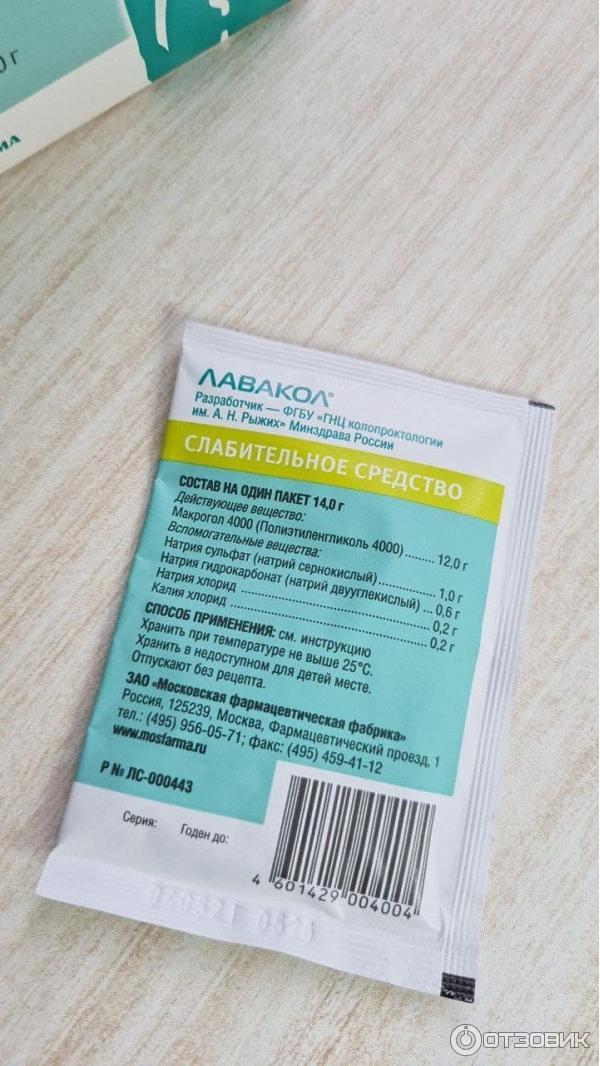 0 г
МА
ЛАВАКОЛ®
Разработчик — ФГБУ «ГНЦ колопроктологии
им. А. Н. Рыжих» Минздрава России
СЛАБИТЕЛЬНОЕ СРЕДСТВО
СОСТАВ НА ОДИН ПАКЕТ 14,0 г
Действующее вещество:
Макрогол 4000 (Полиэтиленгликоль 4000) ....... 12,0 г
Вспомогательные вещества:
Натрия сульфат (натрий сернокислый) ............... 1,0 г
Натрия гидрокарбонат (натрий двууглекислый) .. 0,6 г
Натрия хлорид ....................................... 0,2 г
Калия хлорид ........................................ 0,2 г
СПОСОБ ПРИМЕНЕНИЯ: см. инструкцию
Хранить при температуре не выше 25°С.
Хранить в недоступном для детей месте.
Отпускают без рецепта.
ЗАО «Московская фармацевтическая фабрика»
Россия, 125239, Москва, Фармацевтический проезд, 1
тел.: (495) 956-05-71; факс: (495) 459-41-12
www.mosfarma.ru
Р № ЛС-000443
Серия: Годен до:
4 601429 004004
0525
ОТЗОВИК